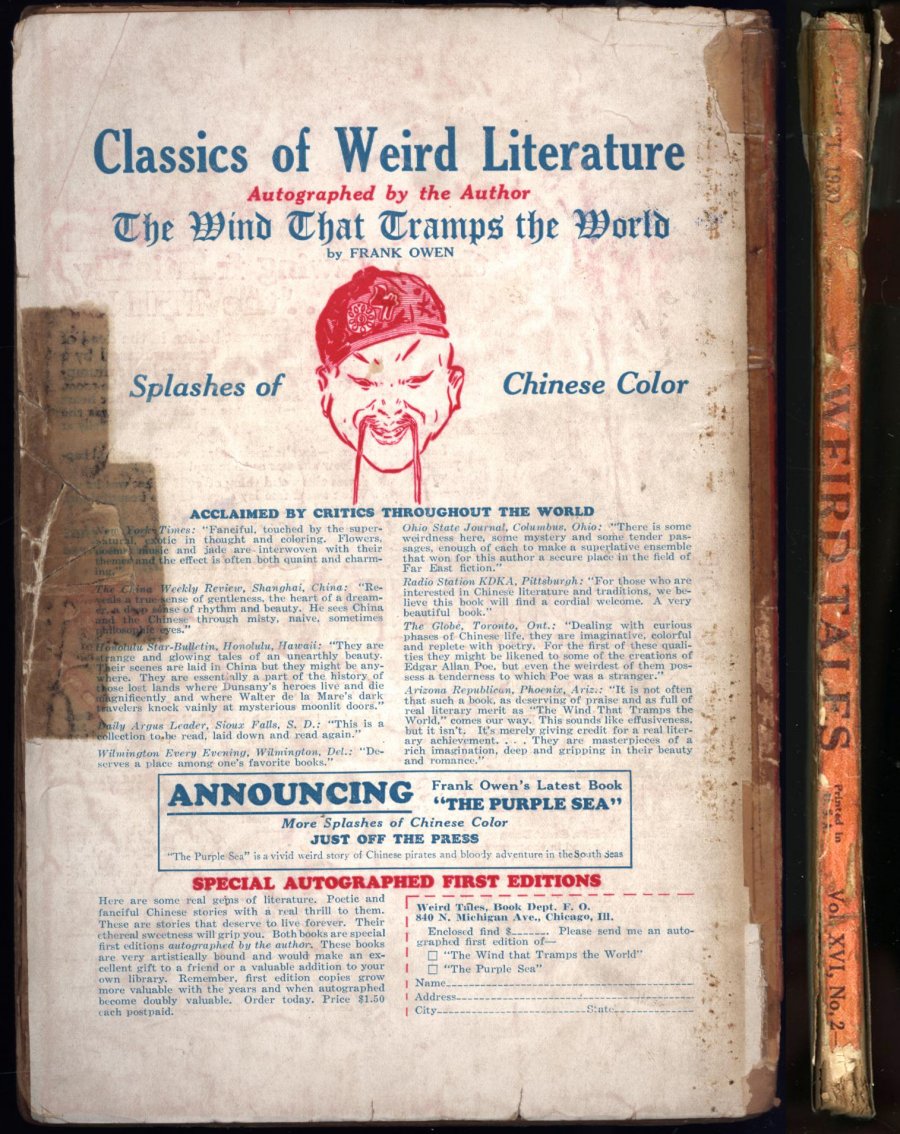 Classics of Weird Literature
Autographed by the Author
The Wind That Tramps the World
by FRANK OWEN
Splashes of
Chinese Color
ACCLAIMED BY CRITICS THROUGHOUT THE WORLD
New York Times: "Fanciful, touched by the super-
natural, exotic in thought and coloring. Flowers,
poems, music and jade are interwoven with their
themes and the effect is often both quaint and charm-
ing."
The China Weekly Review, Shanghai, China: "Re-
veals a true sense of gentleness, the heart of a dream-
er, a deep sense of rhythm and beauty. He sees China
and the Chinese through misty, naive, sometimes
philosophic eyes."
Honolulu Star-Bulletin, Honolulu, Hawaii: "They are
strange and glowing tales of an unearthly beauty.
Their scenes are laid in China but they might be any-
where. They are essentially a part of the history of
those lost lands where Dunsany's heroes live and die
magnificently and where Walter de la Mare's dark
travelers knock vainly at mysterious moonlit doors."
Daily Argus Leader, Sioux Falls, S. D.: "This is a
collection to be read, laid down and read again."
Wilmington Every Evening, Wilmington, Del.: "De-
serves a place among one's favorite books."
Ohio State Journal, Columbus, Ohio: "There is some
weirdness here, some mystery and some tender pas-
sages, enough of each to make a superlative ensemble
that won for this author a secure place in the field of
Far East fiction."
Radio Station KDKA, Pittsburgh: "For those who are
interested in Chinese literature and traditions, we be-
lieve this book will find a cordial welcome. A very
beautiful book."
The Globe, Toronto, Ont.: "Dealing with curious
phases of Chinese life, they are imaginative, colorful
and replete with poetry. For the first of these quali-
ties they might be likened to some of the creations of
Edgar Allan Poe, but even the weirdest of them pos-
sess a tenderness to which Poe was a stranger."
Arizona Republican, Phoenix, Ariz.: "It is not often
that such a book, as deserving of praise and as full of
real literary merit as "The Wind That Tramps the
World," comes our way. This sounds like effusiveness,
but it isn't. It's merely giving credit for a real liter-
ary achievement. . . . They are masterpieces of a
rich imagination, deep and gripping in their beauty
and romance."
ANNOUNCING
Frank Owen's Latest Book
"THE PURPLE SEA"
More Splashes of Chinese Color
JUST OFF THE PRESS
"The Purple Sea" is a vivid weird story of Chinese pirates and bloody adventure in the South Seas
SPECIAL AUTOGRAPHED FIRST EDITIONS
Here are some real gems of literature. Poetic and
fanciful Chinese stories with a real thrill to them.
These are stories that deserve to live forever. Their
ethereal sweetness will grip you. Both books are special
first editions autographed by the author. These books
are very artistically bound and would make an ex-
cellent gift to a friend or a valuable addition to your
own library. Remember, first edition copies grow
more valuable with the years and when autographed
become doubly valuable. Order today. Price $1.50
each postpaid.
Weird Tales, Book Dept. F. O.
840 N. Michigan Ave., Chicago, Ill.
Enclosed find $_______. Please send me an auto-
graphed first edition of—
☐ "The Wind that Tramps the World"
☐ "The Purple Sea"
Name
Address
City State
T. 1930
WEIRD TALES
Printed in
Vol. XVI, No. 2